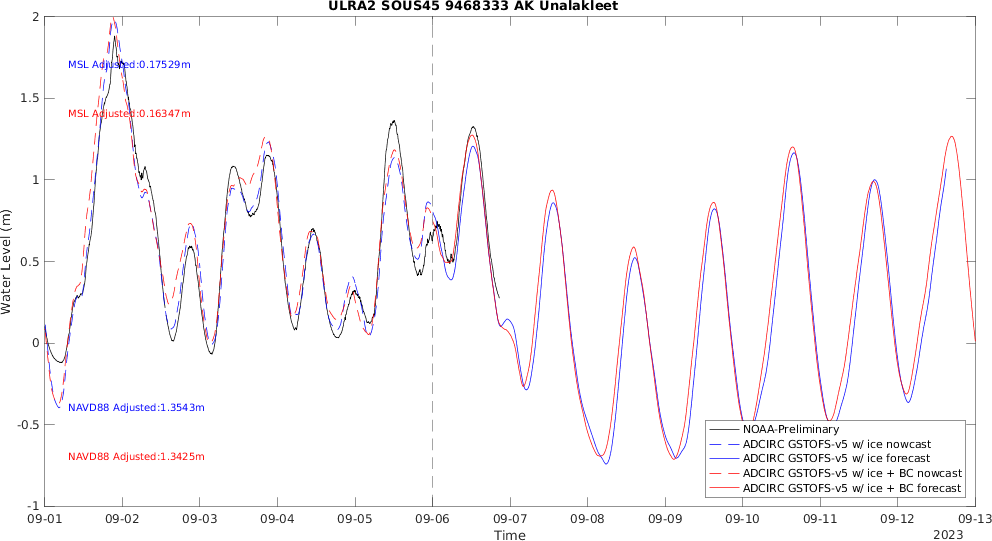 ULRA2 SOUS45 9468333 AK Unalakleet
2
1.5
1
0.5
0
-0.5
-1
Water Level (m)
MSL Adjusted:0.17529m
MSL Adjusted:0.16347m
NAVD88 Adjusted:1.3543m
NAVD88 Adjusted:1.3425m
NOAA-Preliminary
ADCIRC GSTOFS-v5 w/ ice nowcast
ADCIRC GSTOFS-v5 w/ ice forecast
ADCIRC GSTOFS-v5 w/ice + BC nowcast
ADCIRC GSTOFS-v5 w/ice + BC forecast
09-01 09-02 09-03 09-04 09-05 09-06 09-07 09-08 09-09 09-10 09-11 09-12 09-13
Time
2023